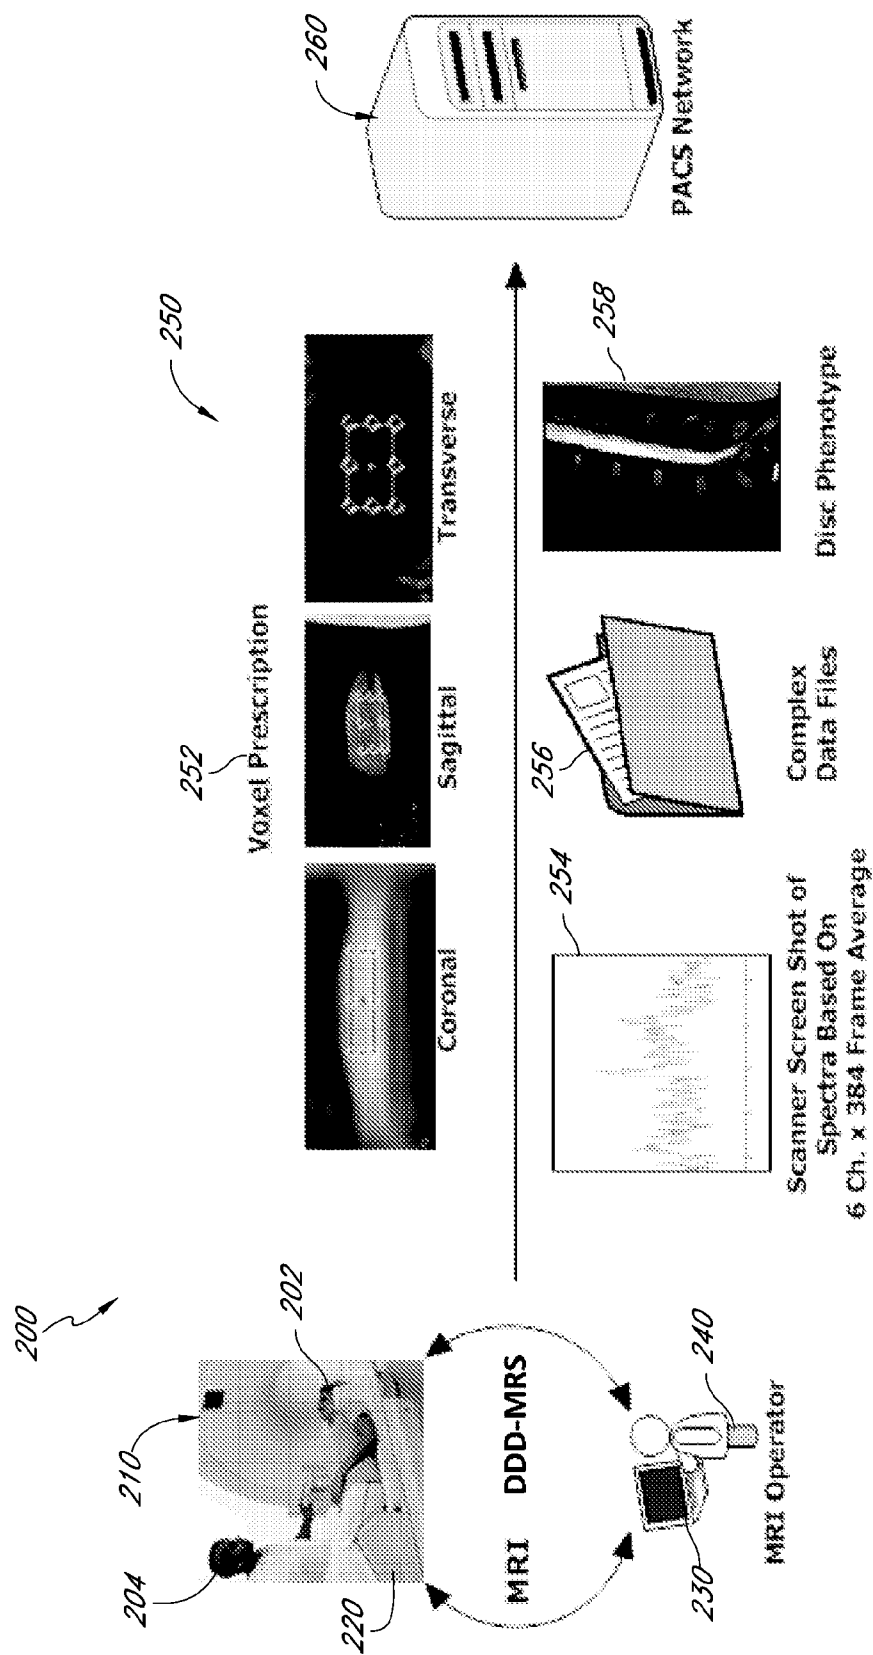 200
204
210
202
220
MRI DDD-MRS
230
240
MRI Operator
250
252
Voxel Prescription
Coronal
Sagittal
Transverse
254
Scanner Screen Shot of
Spectra Based On
6 Ch. x 384 Frame Average
256
Complex
Data Files
258
Disc Phenotype
260
PACS Network